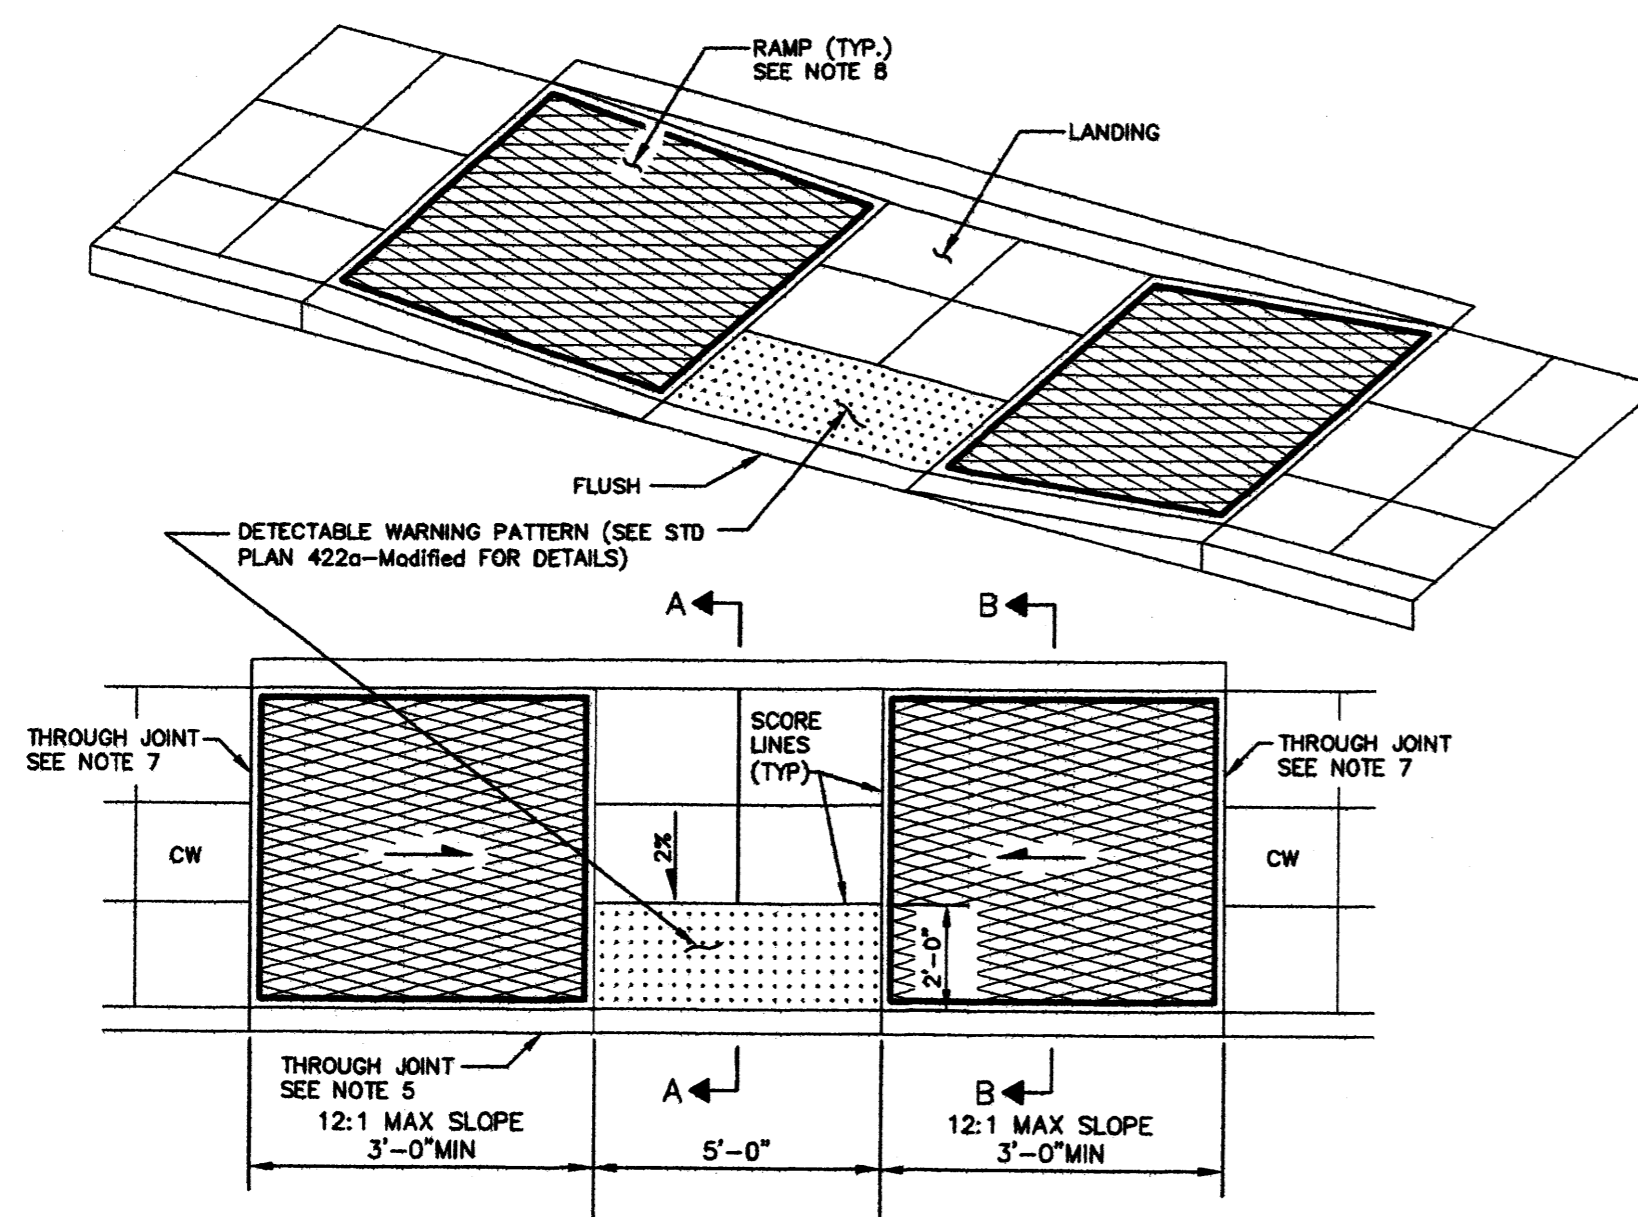 RAMP (TYP.)
SEE NOTE 8
LANDING
FLUSH
DETECTABLE WARNING PATTERN (SEE STD
PLAN 422a-Modified FOR DETAILS)
A
B
THROUGH JOINT
SEE NOTE 7
SCORE
LINES
(TYP)
THROUGH JOINT
SEE NOTE 7
2%
CW
CW
2'-0"
THROUGH JOINT
SEE NOTE 5
A
B
12:1 MAX SLOPE
3'-0"MIN
5'-0"
12:1 MAX SLOPE
3'-0"MIN